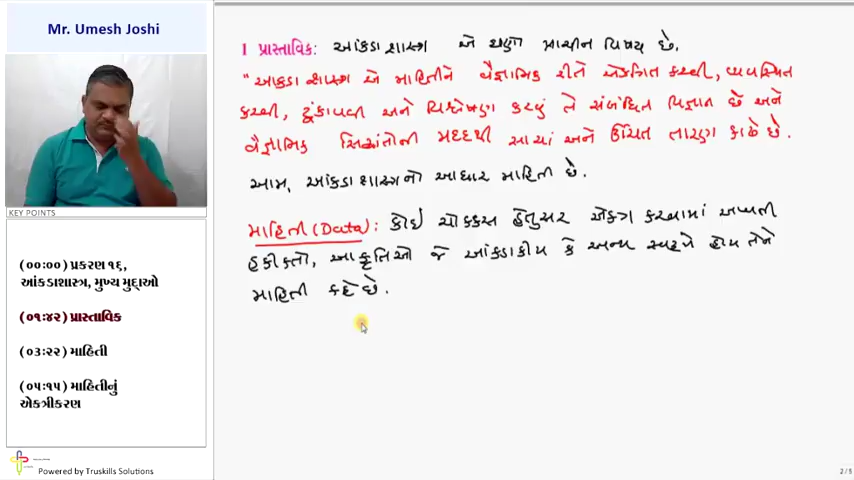 Mr. Umesh Joshi
KEY POINTS
(૦૦:૦૦) પ્રકરણ ૧૬,
આંકડાશાસ્ત્ર, મુખ્ય મુદ્દાઓ
(૦૧:૪૨) પ્રાસ્તાવિક
(૦૩:૨૨) માહિતી
(૦૫:૧૫) માહિતીનું
એકત્રીકરણ
Powered by Truskills Solutions
1 પ્રાસ્તાવિક: આંકડાશાસ્ત્ર એ ઘણો પ્રાચીન વિષય છે.
"આંકડાશાસ્ત્ર એ માહિતીને વૈજ્ઞાનિક રીતે એકત્રિત કરવી, વ્યવસ્થિત
કરવી, ટૂંકાવવી અને વિશ્લેષણ કરવું તે સંબંધિત વિજ્ઞાન છે અને
વૈજ્ઞાનિક સિદ્ધાંતોની મદદથી સાચાં અને ઉચિત તારણ કાઢે છે.
આમ, આંકડાશાસ્ત્રનો આધાર માહિતી છે.
માહિતી (Data): કોઇ ચોક્કસ હેતુસર એકત્ર કરવામાં આવતી
હકીકતો, આકૃતિઓ જે આંકડાકીય કે અન્ય સ્વરૂપે હોય તેને
માહિતી કહે છે.
2/5